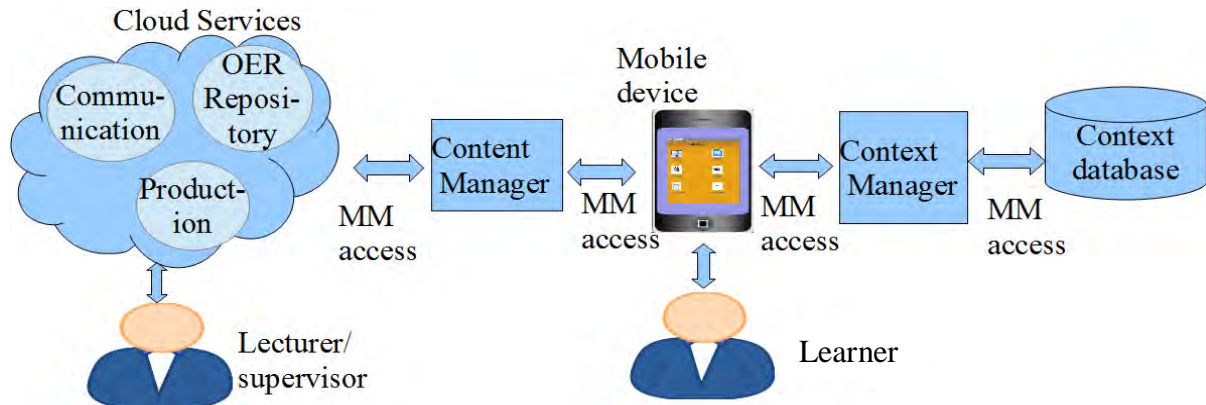 Cloud Services
Commu-
nication
OER
Reposi-
tory
Product-
ion
MM
access
Content
Manager
MM
access
Mobile
device
MM
access
Context
Manager
MM
access
Context
database
Lecturer/
supervisor
Learner